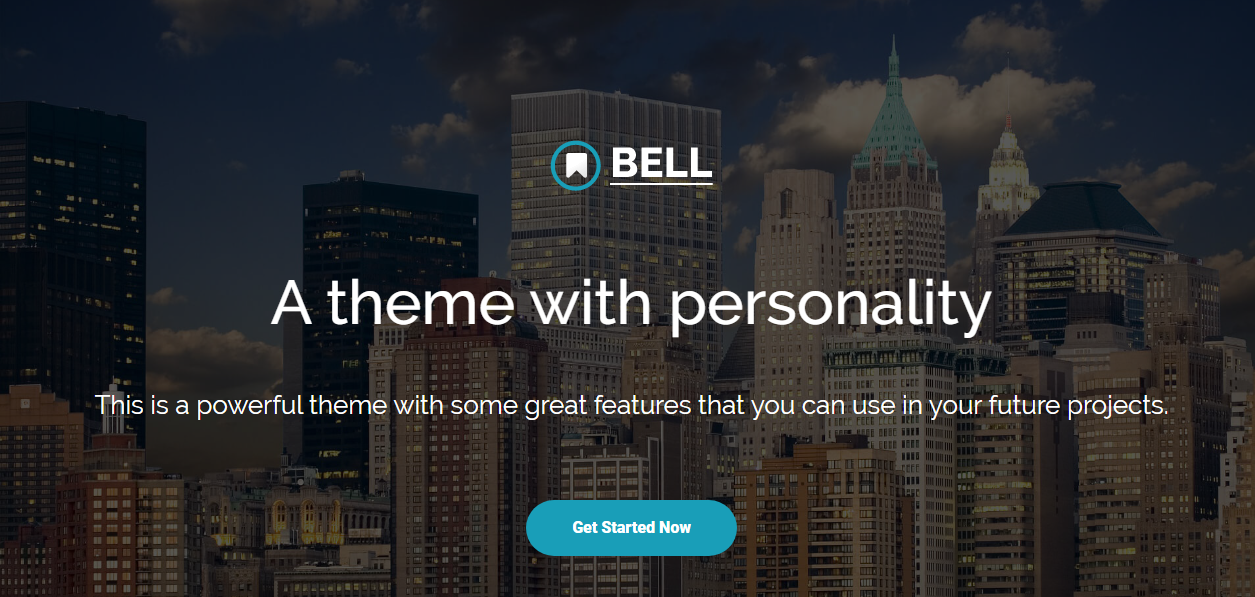 BELL
A theme with personality
This is a powerful theme with some great features that you can use in your future projects.
Get Started Now